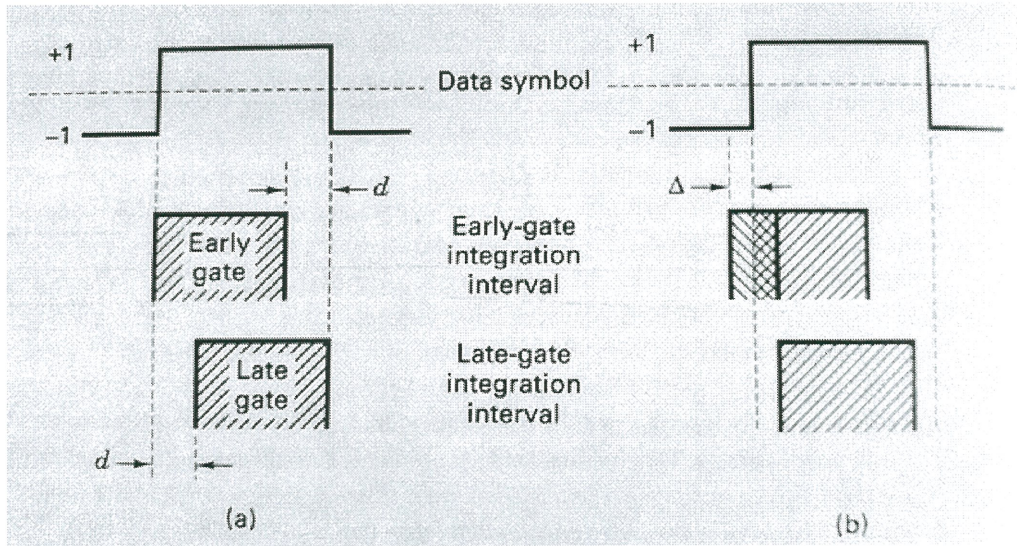 +1
+1
Data symbol
−1
−1
d
Δ
Early
gate
Early-gate
integration
interval
Late
gate
Late-gate
integration
interval
d
(a)
(b)